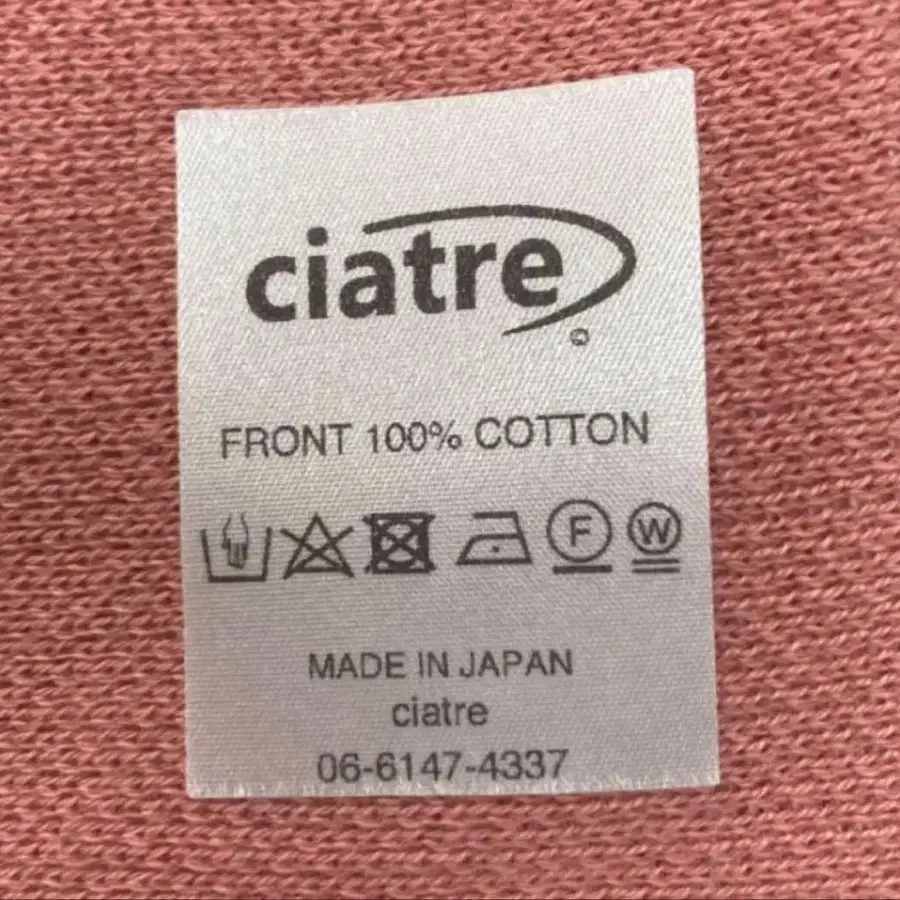 ciatre
FRONT 100% COTTON
F W
MADE IN JAPAN
ciatre
06-6147-4337